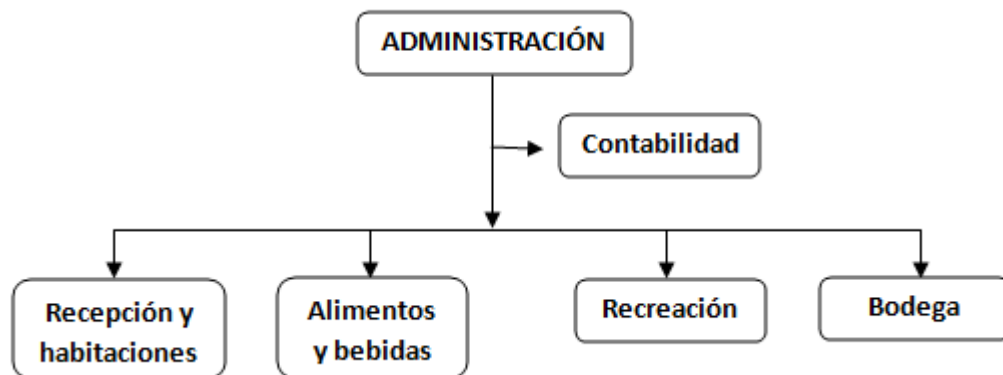 ADMINISTRACIÓN
Contabilidad
Recepción y
habitaciones
Alimentos
y bebidas
Recreación
Bodega